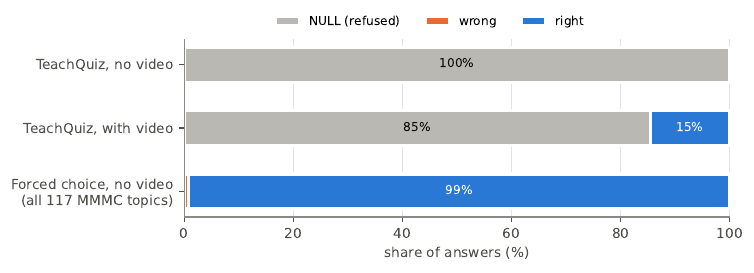 NULL (refused) wrong right
TeachQuiz, no video
100%
TeachQuiz, with video
85% 15%
Forced choice, no video
(all 117 MMMC topics)
99%
0 20 40 60 80 100
share of answers (%)